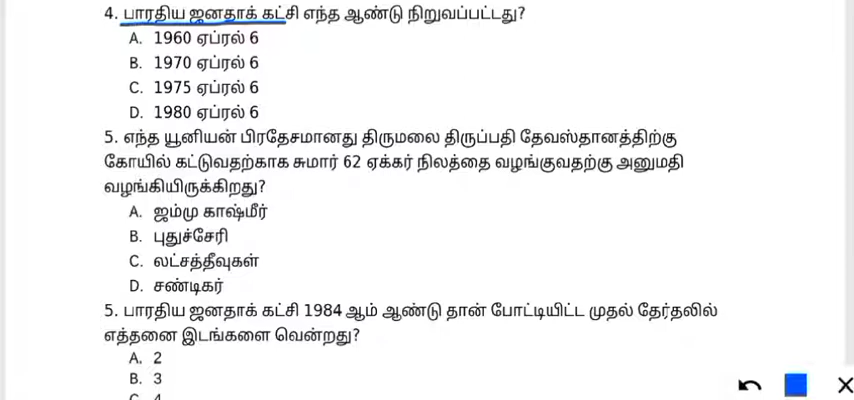 4. பாரதிய ஜனதாக் கட்சி எந்த ஆண்டு நிறுவப்பட்டது?
A. 1960 ஏப்ரல் 6
B. 1970 ஏப்ரல் 6
C. 1975 ஏப்ரல் 6
D. 1980 ஏப்ரல் 6
5. எந்த யூனியன் பிரதேசமானது திருமலை திருப்பதி தேவஸ்தானத்திற்கு
கோயில் கட்டுவதற்காக சுமார் 62 ஏக்கர் நிலத்தை வழங்குவதற்கு அனுமதி
வழங்கியிருக்கிறது?
A. ஜம்மு காஷ்மீர்
B. புதுச்சேரி
C. லட்சத்தீவுகள்
D. சண்டிகர்
5. பாரதிய ஜனதாக் கட்சி 1984 ஆம் ஆண்டு தான் போட்டியிட்ட முதல் தேர்தலில்
எத்தனை இடங்களை வென்றது?
A. 2
B. 3
C. 4